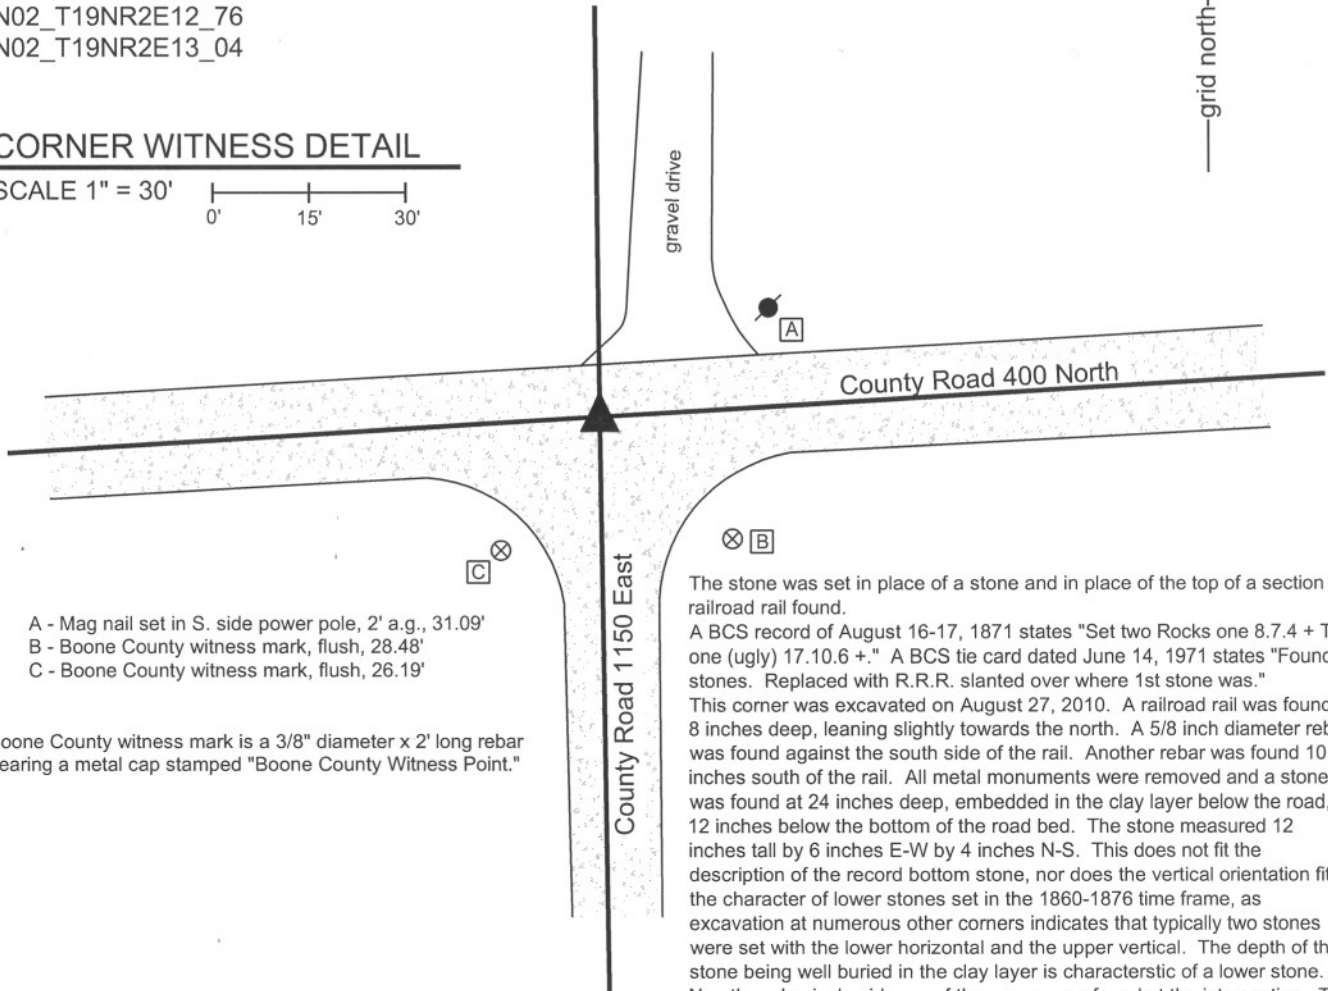 N02_T19NR2E12_76
N02_T19NR2E13_04
grid north
CORNER WITNESS DETAIL
SCALE 1" = 30'
0' 15' 30'
gravel drive
A
County Road 400 North
B
C
County Road 1150 East
A - Mag nail set in S. side power pole, 2' a.g., 31.09'
B - Boone County witness mark, flush, 28.48'
C - Boone County witness mark, flush, 26.19'
oone County witness mark is a 3/8" diameter x 2' long rebar
earing a metal cap stamped "Boone County Witness Point."
The stone was set in place of a stone and in place of the top of a section
railroad rail found.
A BCS record of August 16-17, 1871 states "Set two Rocks one 8.7.4 + T
one (ugly) 17.10.6 +." A BCS tie card dated June 14, 1971 states "Found
stones. Replaced with R.R.R. slanted over where 1st stone was."
This corner was excavated on August 27, 2010. A railroad rail was found
8 inches deep, leaning slightly towards the north. A 5/8 inch diameter reb
was found against the south side of the rail. Another rebar was found 10
inches south of the rail. All metal monuments were removed and a stone
was found at 24 inches deep, embedded in the clay layer below the road,
12 inches below the bottom of the road bed. The stone measured 12
inches tall by 6 inches E-W by 4 inches N-S. This does not fit the
description of the record bottom stone, nor does the vertical orientation fit
the character of lower stones set in the 1860-1876 time frame, as
excavation at numerous other corners indicates that typically two stones
were set with the lower horizontal and the upper vertical. The depth of th
stone being well buried in the clay layer is characterstic of a lower stone.